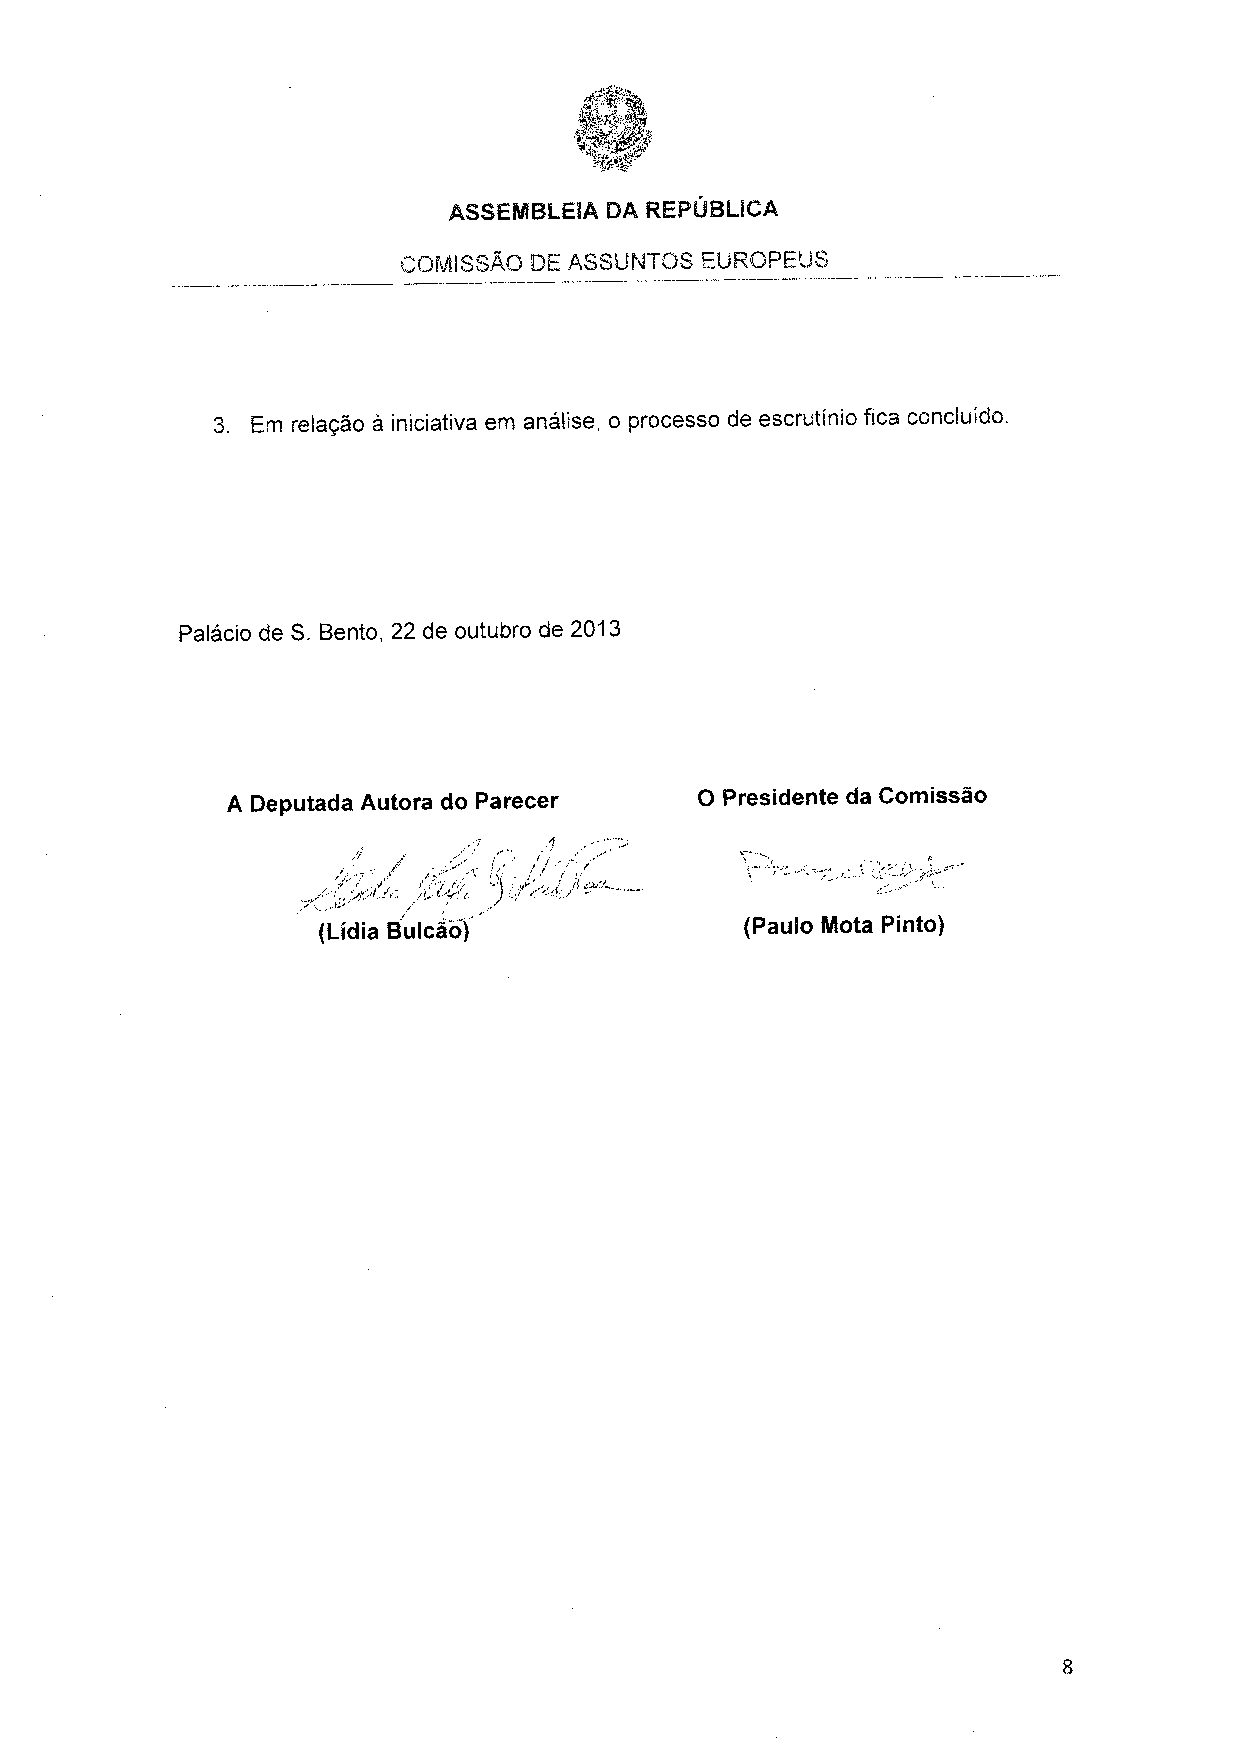 ASSEMBLEIA DA REPÚBLICA
COMISSÃO DE ASSUNTOS EUROPEUS
3. Em relação à iniciativa em análise, o processo de escrutínio fica concluído.
Palácio de S. Bento, 22 de outubro de 2013
A Deputada Autora do Parecer
O Presidente da Comissão
(Lídia Bulcão)
(Paulo Mota Pinto)
8